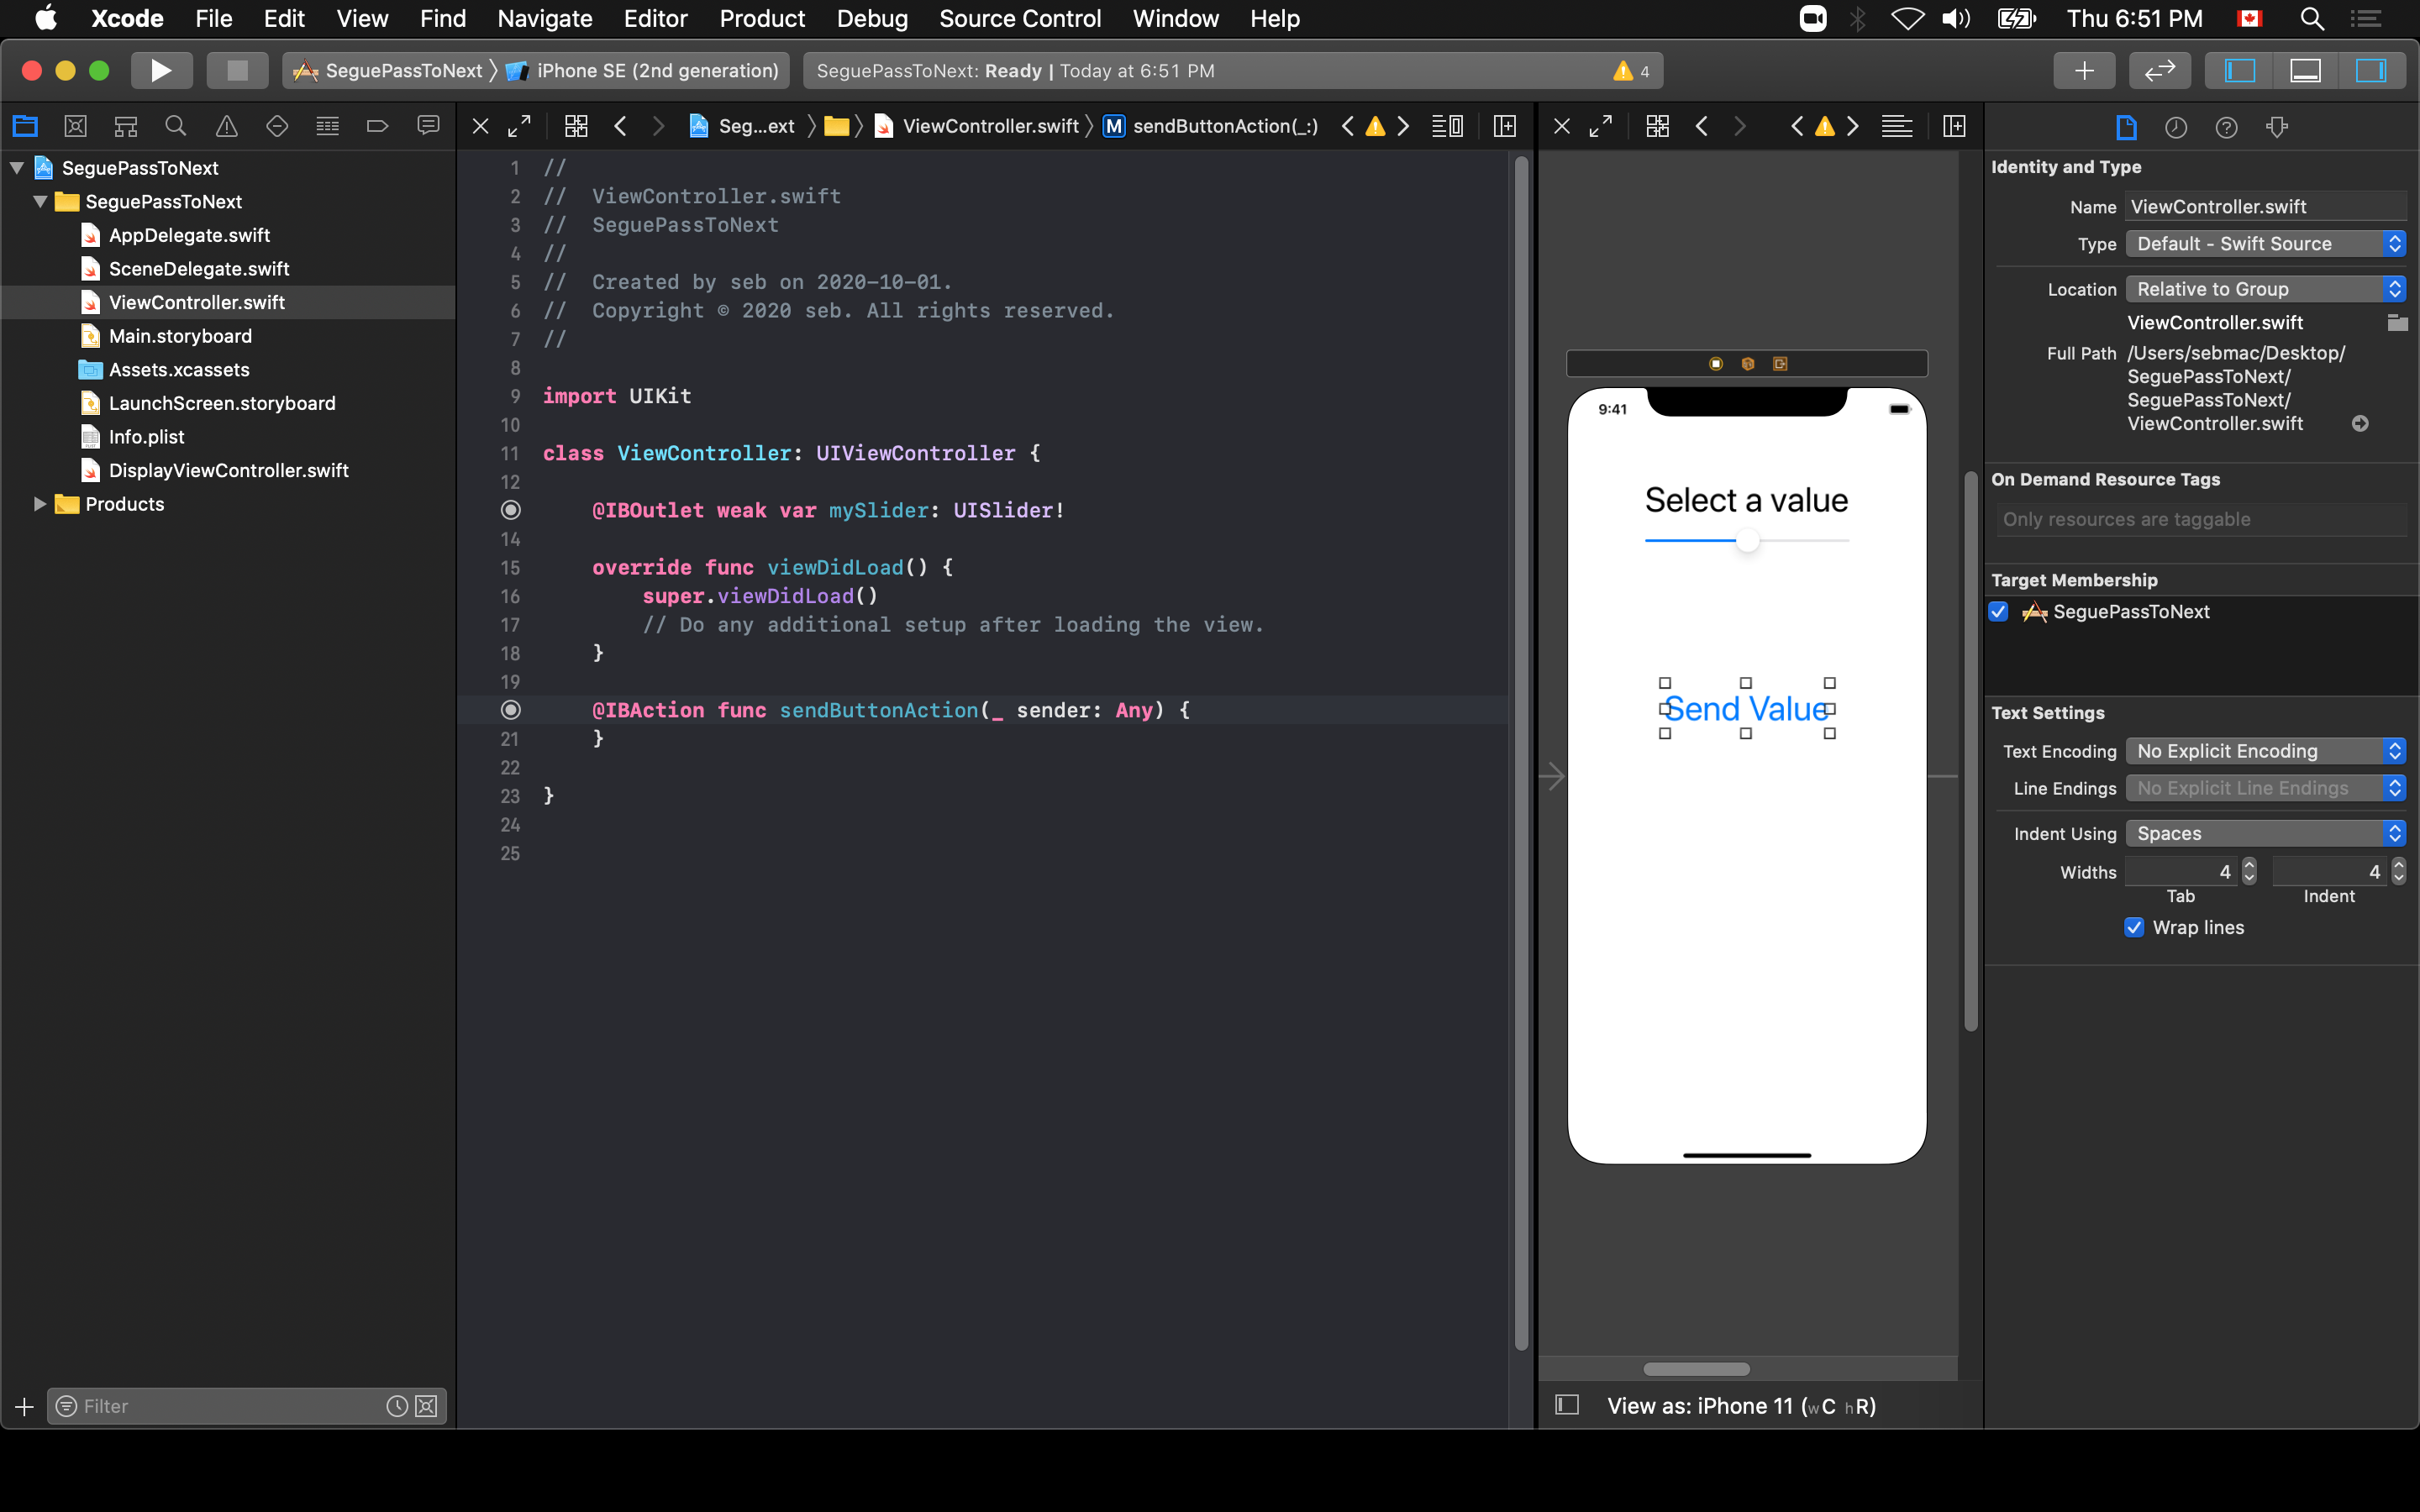 Xcode File Edit View Find Navigate Editor Product Debug Source Control Window Help Thu 6:51 PM
SeguePassToNext iPhone SE (2nd generation) SeguePassToNext: Ready | Today at 6:51 PM 4
Seg...ext ViewController.swift M sendButtonAction(_:)
SeguePassToNext
SeguePassToNext
AppDelegate.swift
SceneDelegate.swift
ViewController.swift
Main.storyboard
Assets.xcassets
LaunchScreen.storyboard
Info.plist
DisplayViewController.swift
Products
Filter
1 //
2 // ViewController.swift
3 // SeguePassToNext
4 //
5 // Created by seb on 2020-10-01.
6 // Copyright © 2020 seb. All rights reserved.
7 //
8
9 import UIKit
10
11 class ViewController: UIViewController {
12
@IBOutlet weak var mySlider: UISlider!
14
15 override func viewDidLoad() {
16 super.viewDidLoad()
17 // Do any additional setup after loading the view.
18 }
19
@IBAction func sendButtonAction(_ sender: Any) {
21 }
22
23 }
24
25
9:41
Select a value
Send Value
View as: iPhone 11 (wC hR)
Identity and Type
Name ViewController.swift
Type Default - Swift Source
Location Relative to Group
ViewController.swift
Full Path /Users/sebmac/Desktop/
SeguePassToNext/
SeguePassToNext/
ViewController.swift
On Demand Resource Tags
Only resources are taggable
Target Membership
SeguePassToNext
Text Settings
Text Encoding No Explicit Encoding
Line Endings No Explicit Line Endings
Indent Using Spaces
Widths 4 4
Tab Indent
Wrap lines